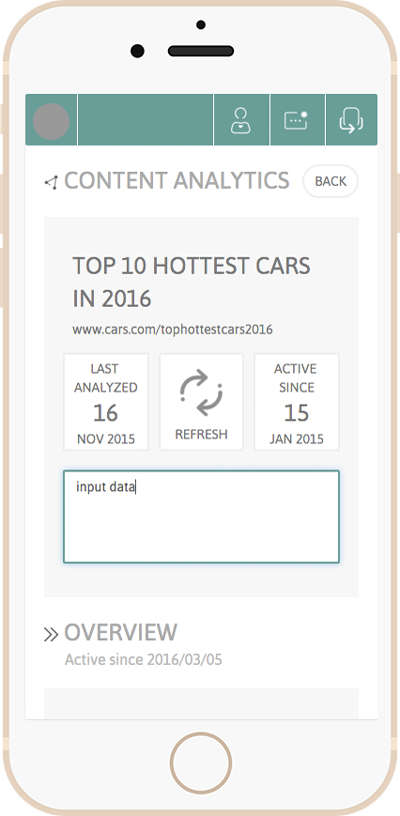 CONTENT ANALYTICS
BACK
TOP 10 HOTTEST CARS
IN 2016
www.cars.com/tophottestcars2016
LAST
ANALYZED
16
NOV 2015
REFRESH
ACTIVE
SINCE
15
JAN 2015
input data
OVERVIEW
Active since 2016/03/05